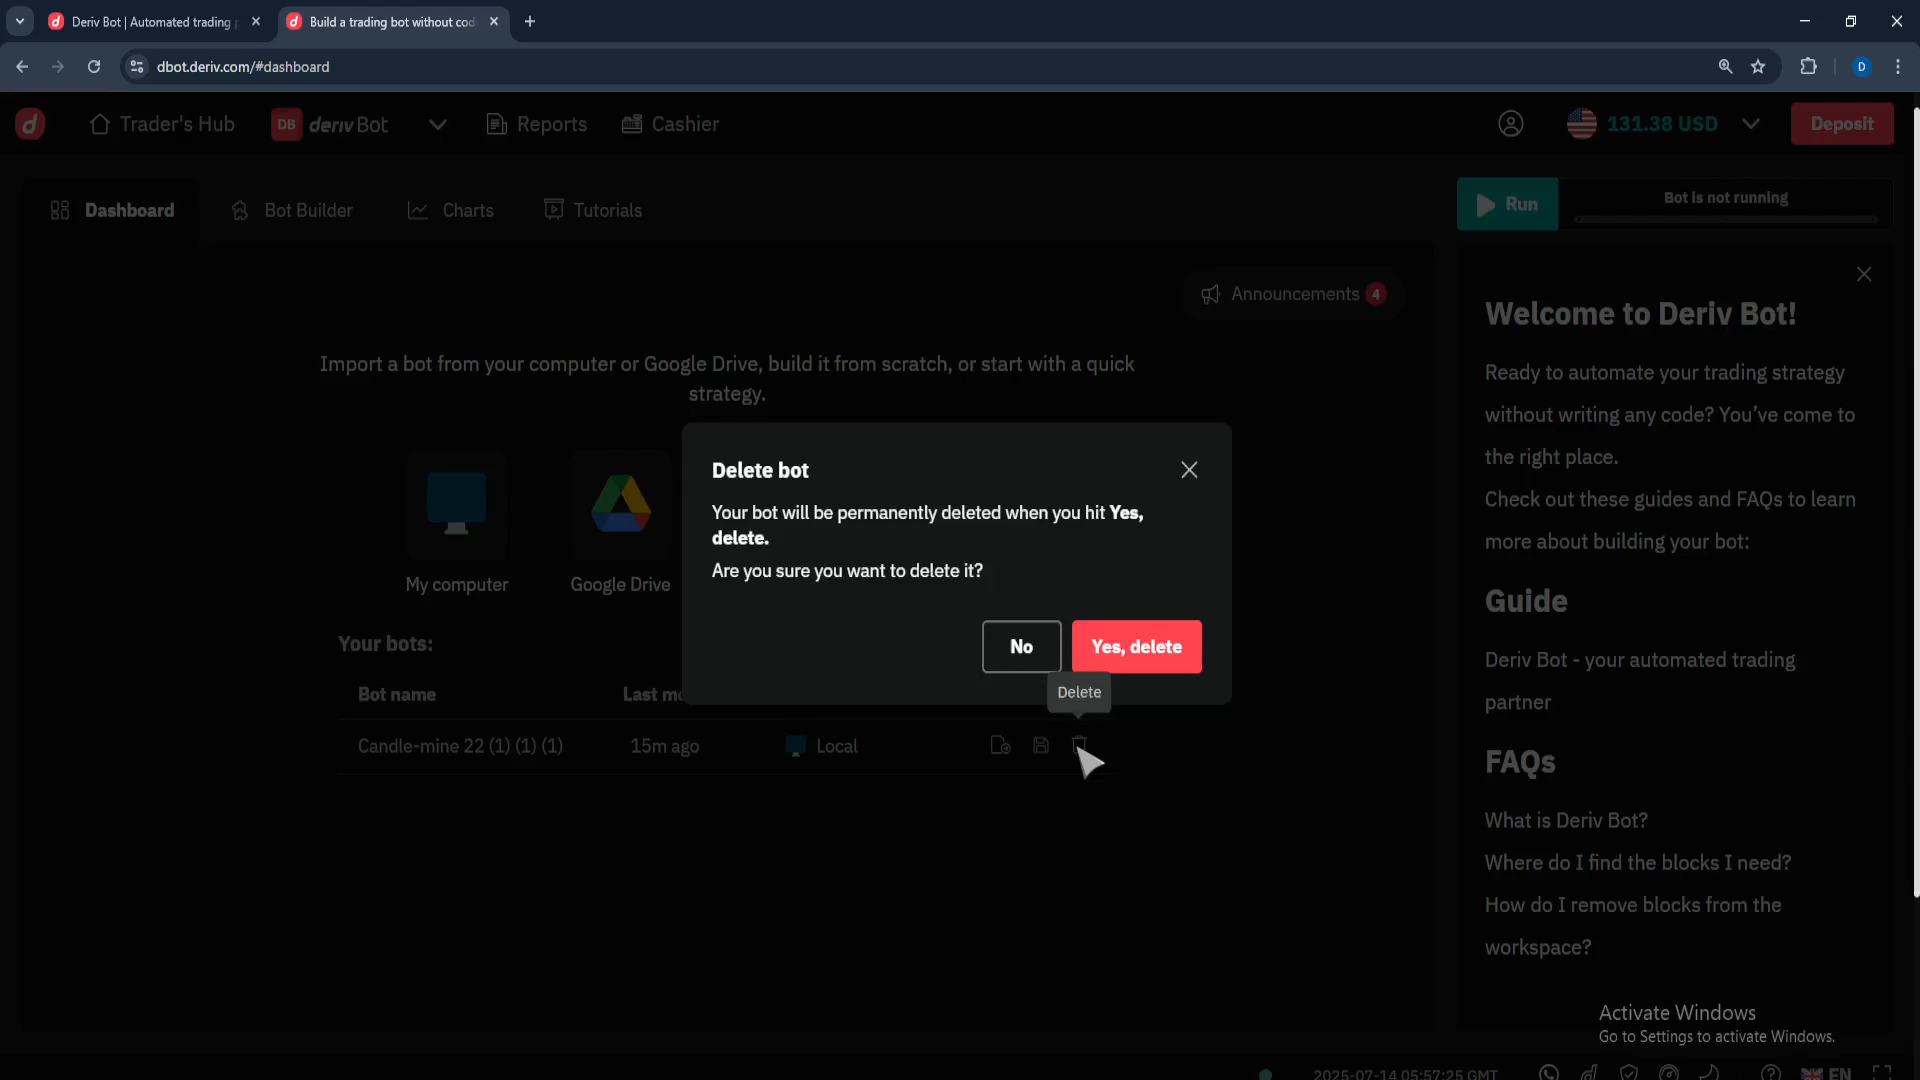 Deriv Bot | Automated trading
Build a trading bot without cod
dbot.deriv.com/#dashboard
D
Trader's Hub
DB
deriv Bot
Reports
Cashier
131.38 USD
Deposit
Dashboard
Bot Builder
Charts
Tutorials
Run
Bot is not running
Announcements 4
Import a bot from your computer or Google Drive, build it from scratch, or start with a quick
strategy.
My computer
Google Drive
Your bots:
Bot name
Last mo
Candle-mine 22 (1) (1) (1)
15m ago
Local
Delete bot
Your bot will be permanently deleted when you hit Yes,
delete.
Are you sure you want to delete it?
No
Yes, delete
Delete
Welcome to Deriv Bot!
Ready to automate your trading strategy
without writing any code? You've come to
the right place.
Check out these guides and FAQs to learn
more about building your bot:
Guide
Deriv Bot - your automated trading
partner
FAQs
What is Deriv Bot?
Where do I find the blocks I need?
How do I remove blocks from the
workspace?
Activate Windows
Go to Settings to activate Windows.
2025-07-14 05:57:25 GMT
EN